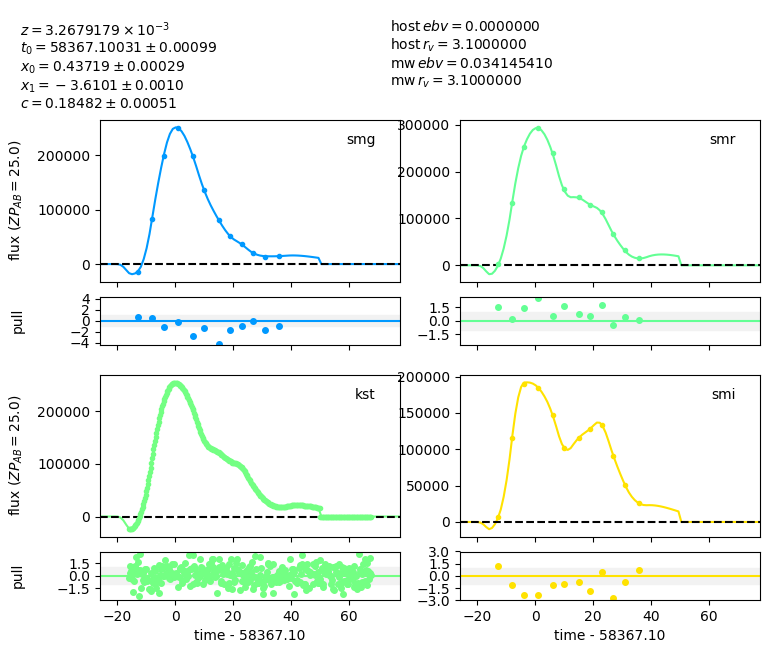 z = 3.2679179 × 10⁻³
t₀ = 58367.10031 ± 0.00099
x₀ = 0.43719 ± 0.00029
x₁ = −3.6101 ± 0.0010
c = 0.18482 ± 0.00051
host ebv = 0.0000000
host r_v = 3.1000000
mw ebv = 0.034145410
mw r_v = 3.1000000
flux (ZP_AB = 25.0)
200000
100000
0
smg
300000
200000
100000
0
smr
pull
4
2
0
−2
−4
1.5
0.0
−1.5
flux (ZP_AB = 25.0)
200000
100000
0
kst
200000
150000
100000
50000
0
smi
pull
1.5
0.0
−1.5
−20 0 20 40 60
time - 58367.10
3.0
1.5
0.0
−1.5
−3.0
−20 0 20 40 60
time - 58367.10